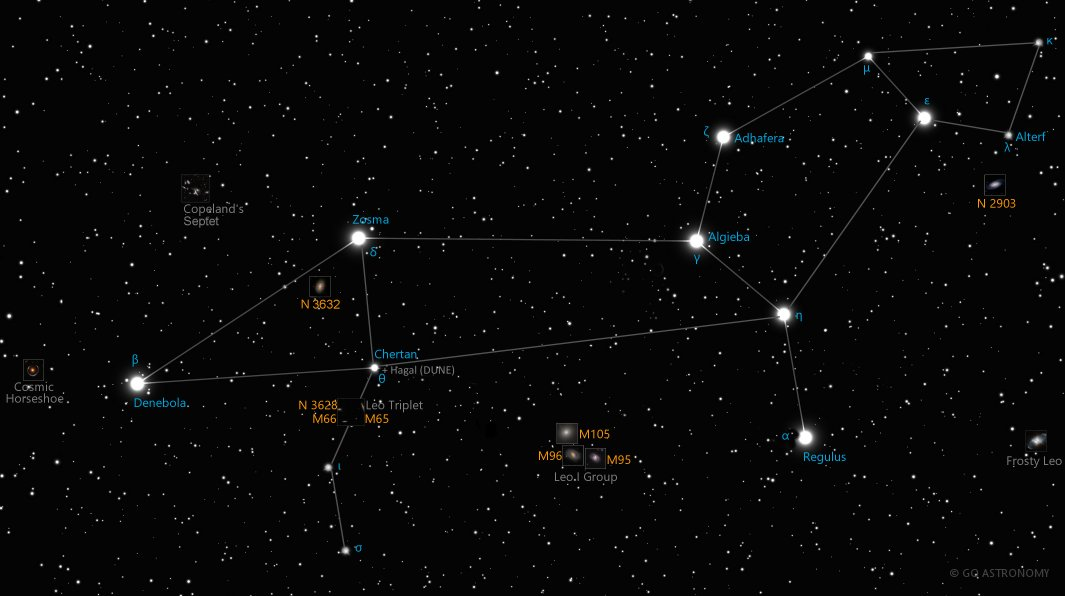 κ
μ
ε
ζ
Adhafera
Alterf
λ
N 2903
Copeland's
Septet
Zosma
δ
Algieba
γ
N 3632
η
β
Chertan
+ Hagal (DUNE)
θ
Cosmic
Horseshoe
Denebola
N 3628
Leo Triplet
M66
M65
M105
α
M96
M95
Regulus
Frosty Leo
ι
Leo I Group
σ
© GO ASTRONOMY